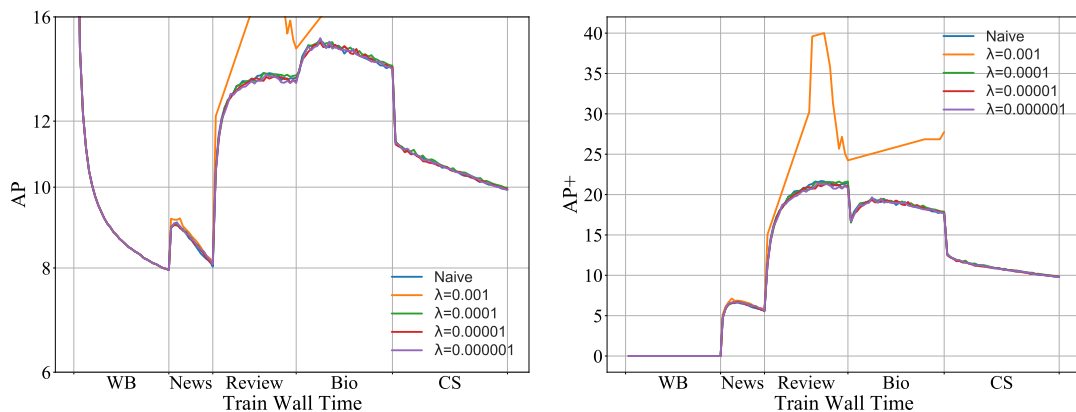 16
12
10
8
6
AP
Naive
λ=0.001
λ=0.0001
λ=0.00001
λ=0.000001
WB
News
Review
Bio
CS
Train Wall Time
40
35
30
25
20
15
10
5
0
AP+
Naive
λ=0.001
λ=0.0001
λ=0.00001
λ=0.000001
WB
News
Review
Bio
CS
Train Wall Time